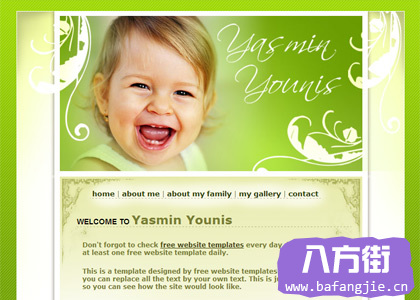 Yasmin
Younis
home | about me | about my family | my gallery | contact
WELCOME TO Yasmin Younis
Don't forgot to check free website templates every day
at least one free website template daily.
This is a template designed by free website templates
you can replace all the text by your own text. This is
so you can see how the site would look like.
八方街
www.bafangjie.cn